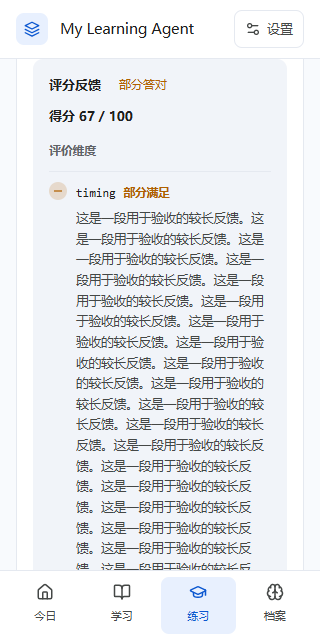 My Learning Agent
设置
评分反馈 部分答对
得分 67 / 100
评价维度
timing 部分满足
这是一段用于验收的较长反馈。这
是一段用于验收的较长反馈。这是
一段用于验收的较长反馈。这是一
段用于验收的较长反馈。这是一段
用于验收的较长反馈。这是一段用
于验收的较长反馈。这是一段用于
验收的较长反馈。这是一段用于验
收的较长反馈。这是一段用于验收
的较长反馈。这是一段用于验收的
较长反馈。这是一段用于验收的较
长反馈。这是一段用于验收的较长
反馈。这是一段用于验收的较长反
馈。这是一段用于验收的较长反
馈。这是一段用于验收的较长反
馈。这是一段用于验收的较长反
馈。这是一段用于验收的较长反
馈。这是一段用于验收的较长反
馈。这是一段用于验收的较长反
今日
学习
练习
档案